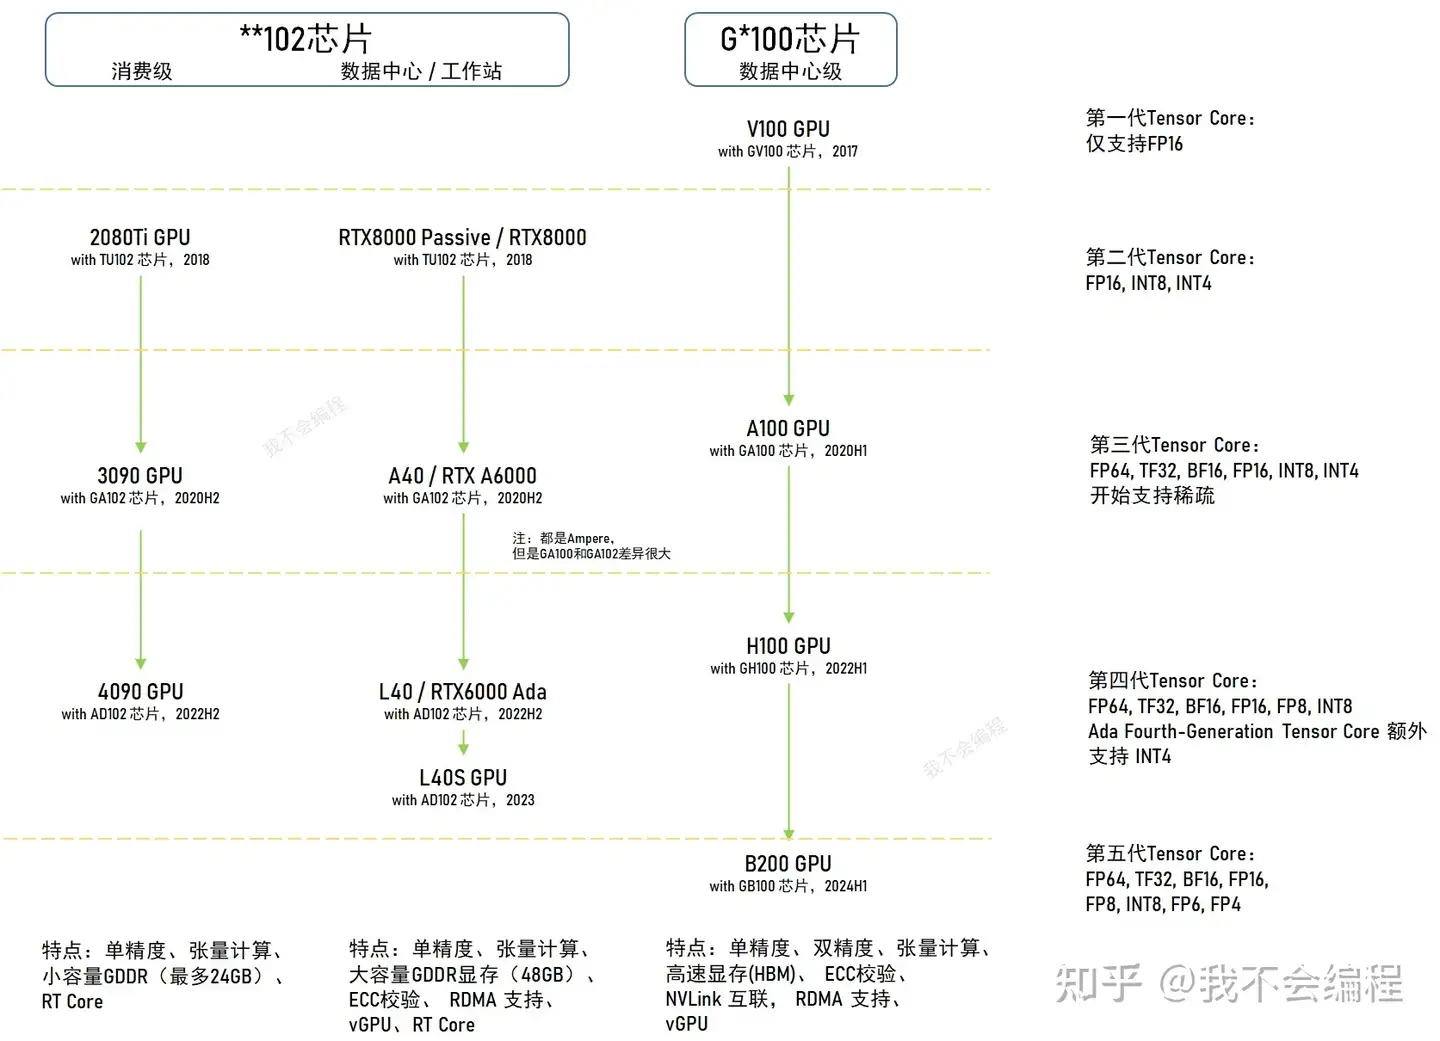 **102芯片
消费级
数据中心 / 工作站
G*100芯片
数据中心级
V100 GPU
with GV100 芯片，2017
第一代Tensor Core：
仅支持FP16
2080Ti GPU
with TU102 芯片，2018
RTX8000 Passive / RTX8000
with TU102 芯片，2018
第二代Tensor Core：
FP16, INT8, INT4
A100 GPU
with GA100 芯片，2020H1
3090 GPU
with GA102 芯片，2020H2
A40 / RTX A6000
with GA102 芯片，2020H2
注：都是Ampere，
但是GA100和GA102差异很大
第三代Tensor Core：
FP64, TF32, BF16, FP16, INT8, INT4
开始支持稀疏
我不会编程
H100 GPU
with GH100 芯片，2022H1
4090 GPU
with AD102 芯片，2022H2
L40 / RTX6000 Ada
with AD102 芯片，2022H2
L40S GPU
with AD102 芯片，2023
第四代Tensor Core：
FP64, TF32, BF16, FP16, FP8, INT8
Ada Fourth-Generation Tensor Core 额外
支持 INT4
我不会编程
B200 GPU
with GB100 芯片，2024H1
第五代Tensor Core：
FP64, TF32, BF16, FP16,
FP8, INT8, FP6, FP4
特点：单精度、张量计算、
小容量GDDR（最多24GB）、
RT Core
特点：单精度、张量计算、
大容量GDDR显存（48GB）、
ECC校验、 RDMA 支持、
vGPU、RT Core
特点：单精度、双精度、张量计算、
高速显存(HBM)、 ECC校验、
NVLink 互联， RDMA 支持、
vGPU
知乎 @我不会编程